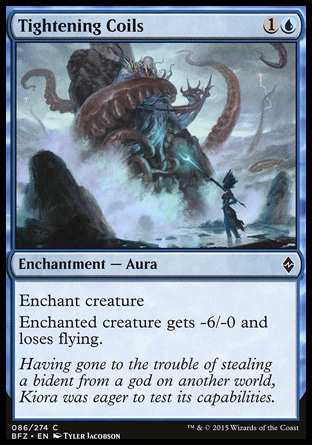 Tightening Coils 1
Enchantment — Aura
Enchant creature
Enchanted creature gets -6/-0 and
loses flying.
Having gone to the trouble of stealing
a bident from a god on another world,
Kiora was eager to test its capabilities.
086/274 C
BFZ • EN TYLER JACOBSON
™ & © 2015 Wizards of the Coast